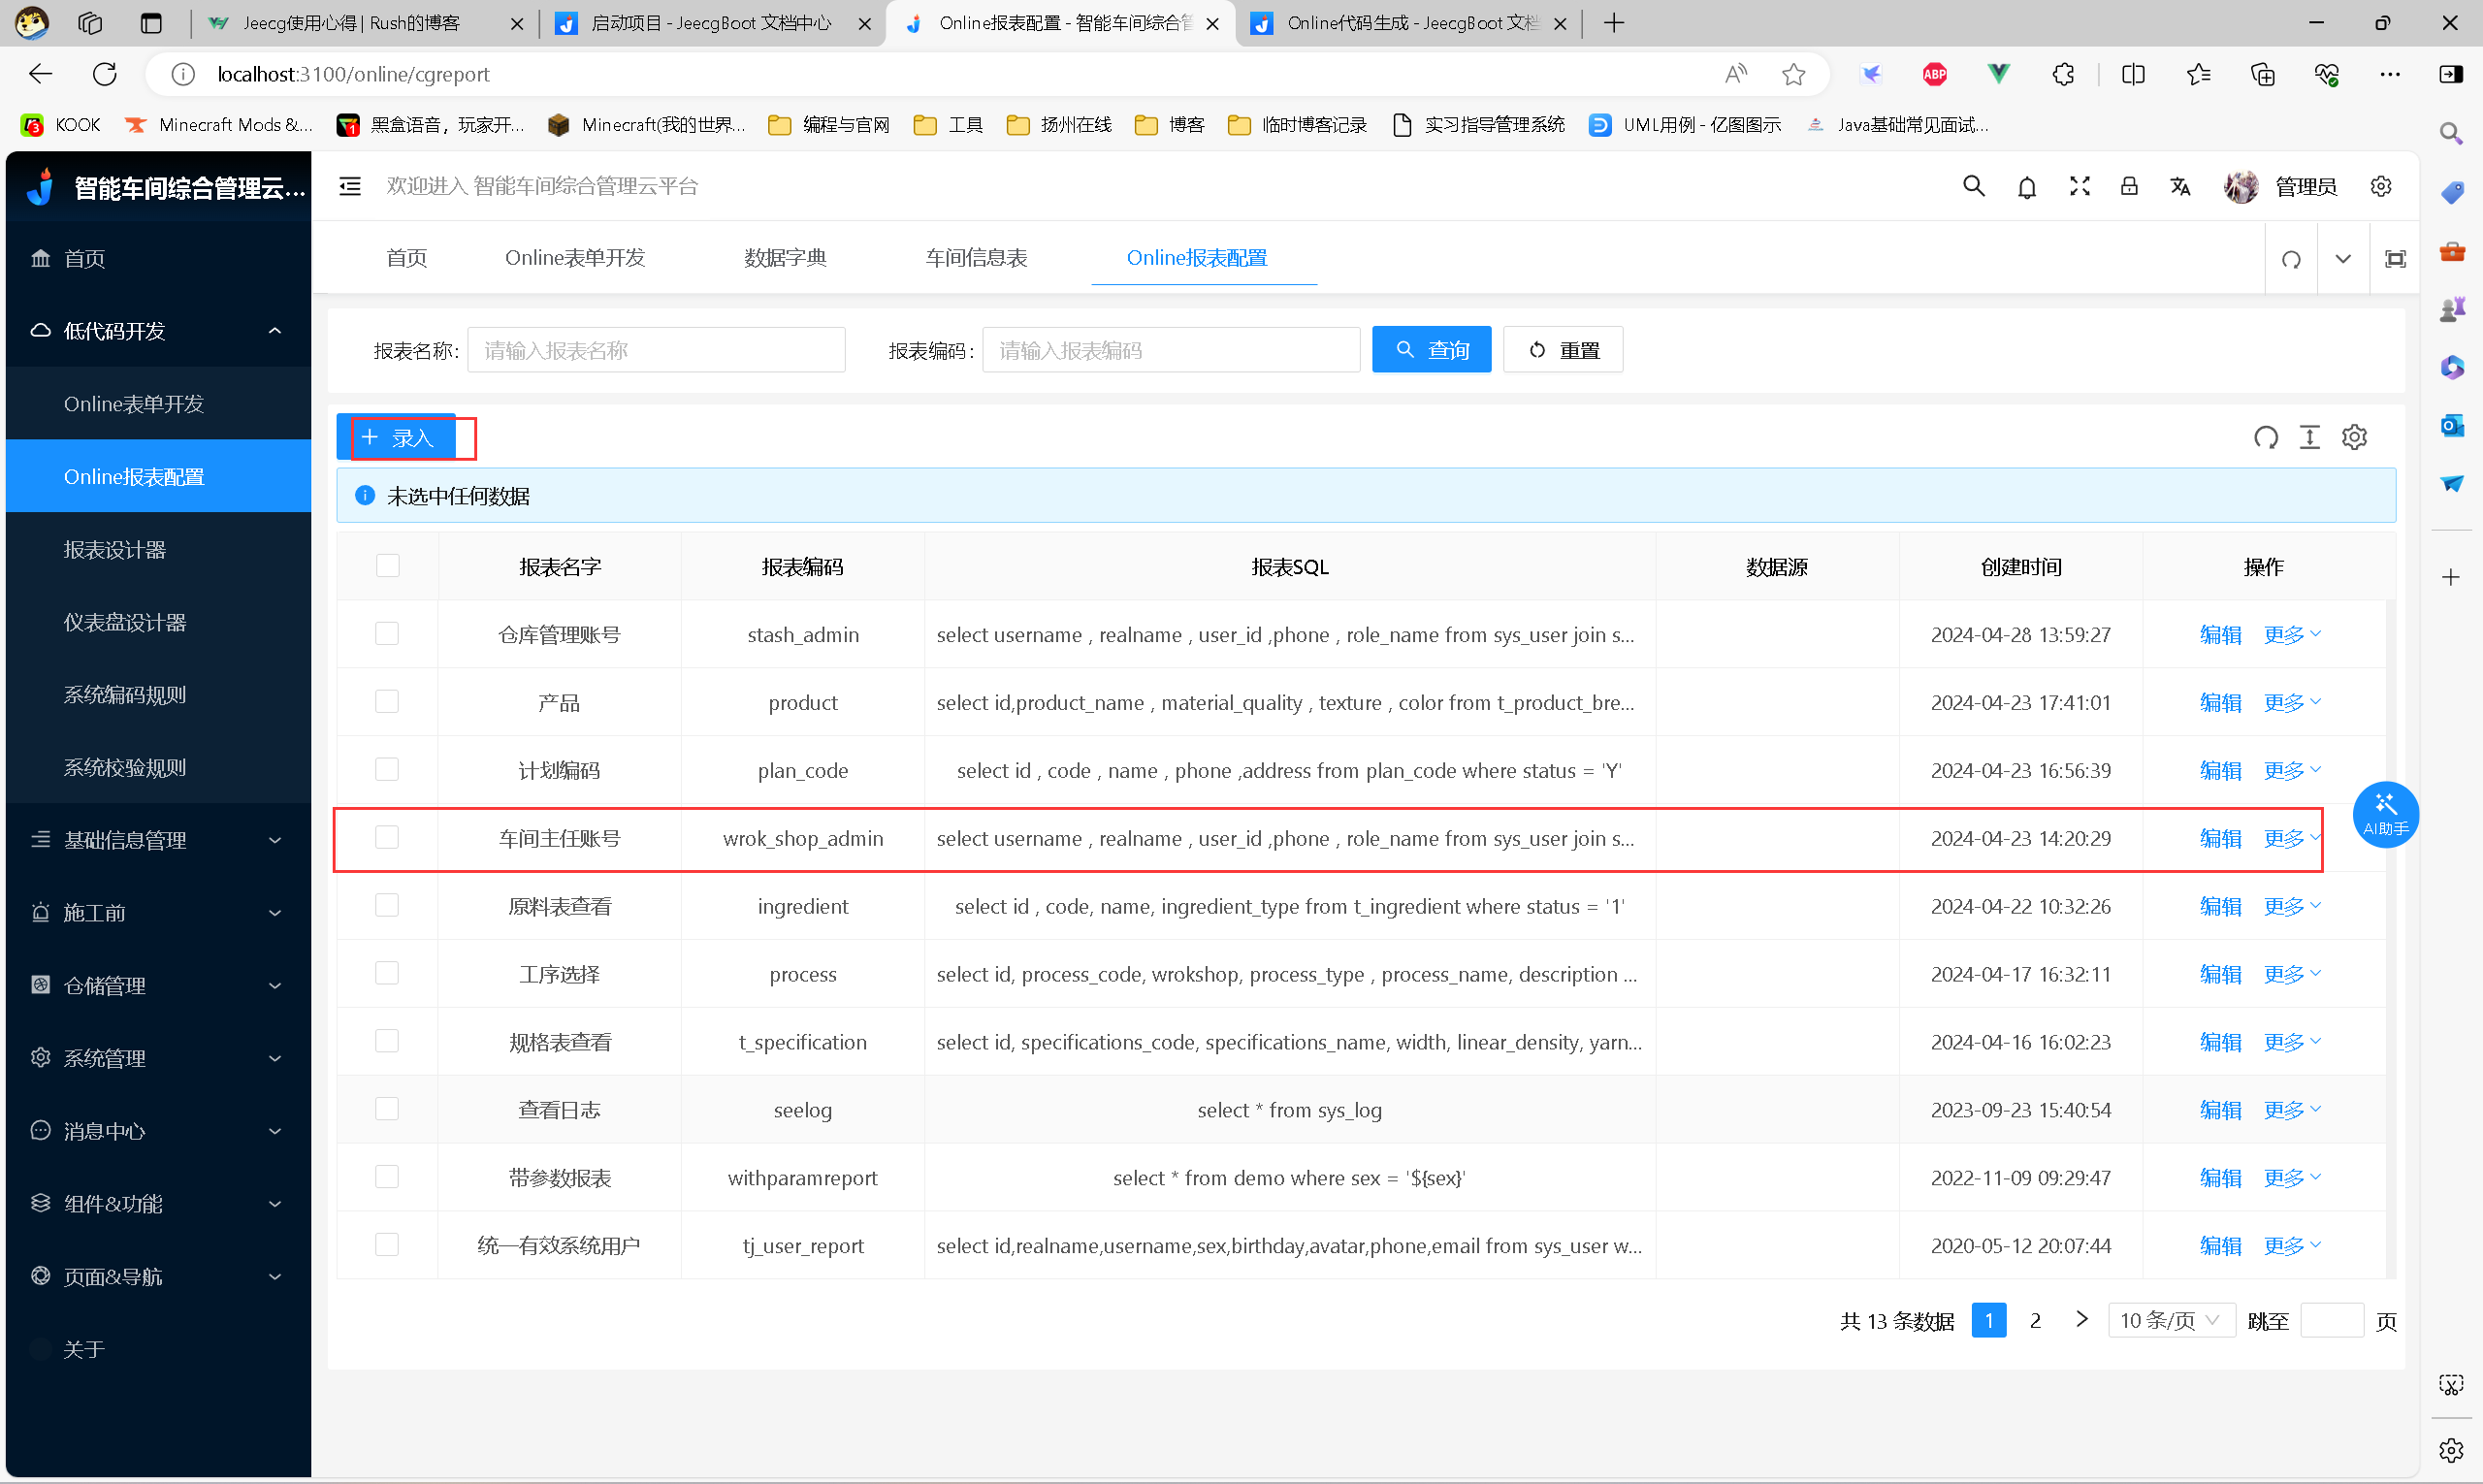 Jeecg使用心得 | Rush的博客
启动项目 - JeecgBoot 文档中心
Online报表配置 - 智能车间综合管
Online代码生成 - JeecgBoot 文档
localhost:3100/online/cgreport
ABP
KOOK
Minecraft Mods &...
黑盒语音，玩家开...
Minecraft(我的世界...
编程与官网
工具
扬州在线
博客
临时博客记录
实习指导管理系统
UML用例 - 亿图图示
Java基础常见面试...
智能车间综合管理云...
欢迎进入 智能车间综合管理云平台
管理员
首页
低代码开发
Online表单开发
Online报表配置
报表设计器
仪表盘设计器
系统编码规则
系统校验规则
基础信息管理
施工前
仓储管理
系统管理
消息中心
组件&功能
页面&导航
关于
首页 Online表单开发 数据字典 车间信息表 Online报表配置
报表名称: 请输入报表名称 报表编码: 请输入报表编码 查询 重置
录入
未选中任何数据
报表名字 报表编码 报表SQL 数据源 创建时间 操作
仓库管理账号 stash_admin select username , realname , user_id ,phone , role_name from sys_user join s... 2024-04-28 13:59:27 编辑 更多
产品 product select id,product_name , material_quality , texture , color from t_product_bre... 2024-04-23 17:41:01 编辑 更多
计划编码 plan_code select id , code , name , phone ,address from plan_code where status = 'Y' 2024-04-23 16:56:39 编辑 更多
车间主任账号 wrok_shop_admin select username , realname , user_id ,phone , role_name from sys_user join s... 2024-04-23 14:20:29 编辑 更多
AI助手
原料表查看 ingredient select id , code, name, ingredient_type from t_ingredient where status = '1' 2024-04-22 10:32:26 编辑 更多
工序选择 process select id, process_code, wrokshop, process_type , process_name, description ... 2024-04-17 16:32:11 编辑 更多
规格表查看 t_specification select id, specifications_code, specifications_name, width, linear_density, yarn... 2024-04-16 16:02:23 编辑 更多
查看日志 seelog select * from sys_log 2023-09-23 15:40:54 编辑 更多
带参数报表 withparamreport select * from demo where sex = '${sex}' 2022-11-09 09:29:47 编辑 更多
统一有效系统用户 tj_user_report select id,realname,username,sex,birthday,avatar,phone,email from sys_user w... 2020-05-12 20:07:44 编辑 更多
共 13 条数据 1 2 10 条/页 跳至 页